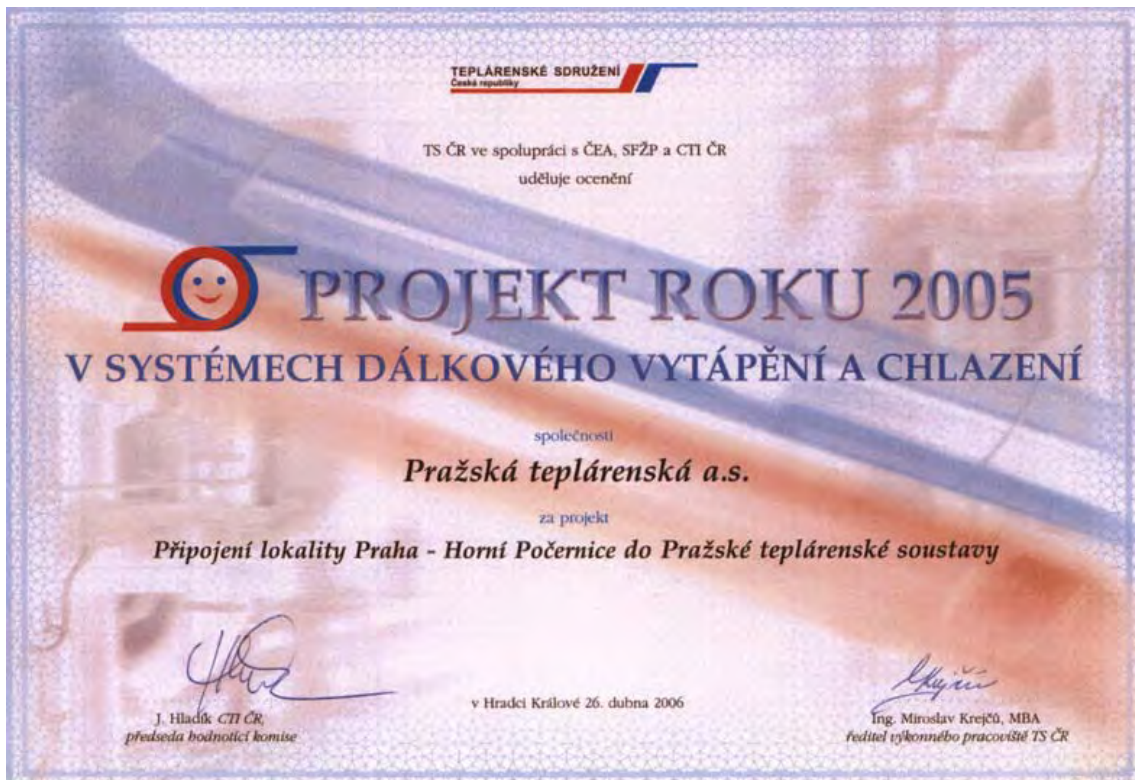 TEPLÁRENSKÉ SDRUŽENÍ
České republiky
TS ČR ve spolupráci s ČEA, SFŽP a CTI ČR
uděluje ocenění
PROJEKT ROKU 2005
V SYSTÉMECH DÁLKOVÉHO VYTÁPĚNÍ A CHLAZENÍ
společnosti
Pražská teplárenská a.s.
za projekt
Připojení lokality Praha - Horní Počernice do Pražské teplárenské soustavy
v Hradci Králové 26. dubna 2006
J. Hladík CTI ČR,
předseda hodnotící komise
Ing. Miroslav Krejčů, MBA
ředitel výkonného pracoviště TS ČR